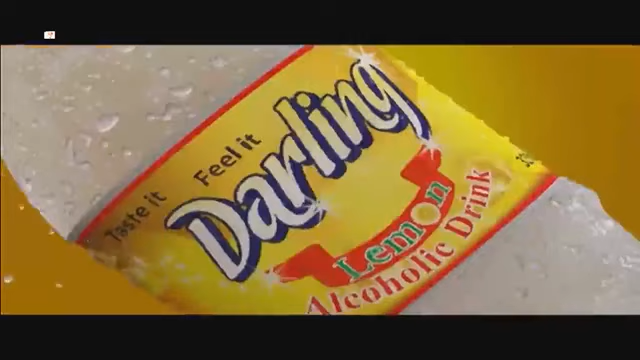 Taste it Feel it
Darling
Lemon
Alcoholic Drink